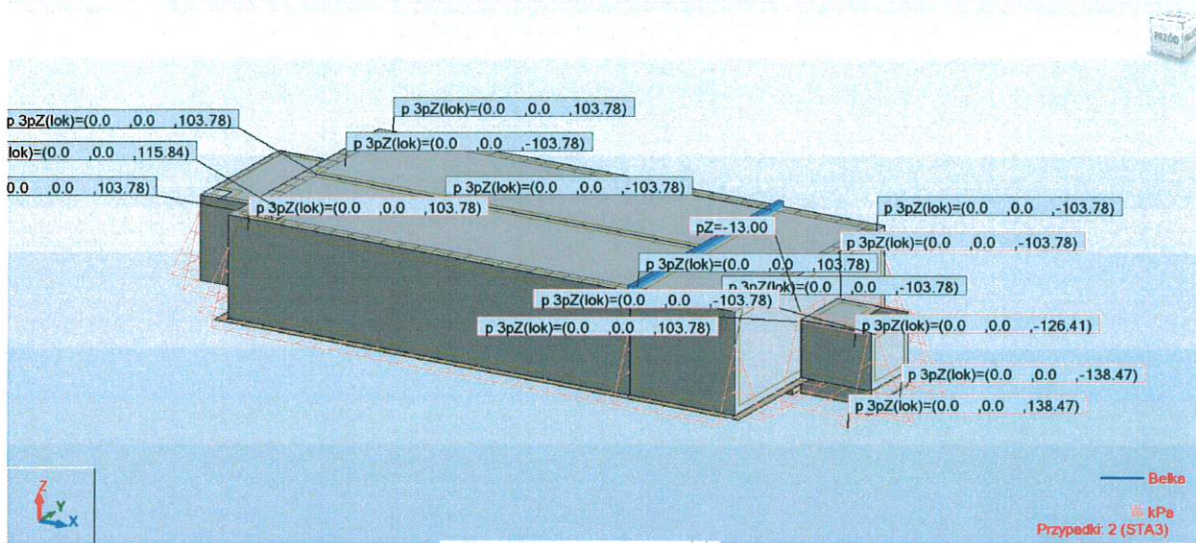 PRZÓD
p 3pZ(lok)=(0.0 ,0.0 ,103.78)
p 3pZ(lok)=(0.0 ,0.0 ,103.78)
p 3pZ(lok)=(0.0 ,0.0 ,-103.78)
lok)=(0.0 ,0.0 ,115.84)
0.0 ,0.0 ,103.78)
p 3pZ(lok)=(0.0 ,0.0 ,-103.78)
p 3pZ(lok)=(0.0 ,0.0 ,103.78)
p 3pZ(lok)=(0.0 ,0.0 ,-103.78)
pZ=-13.00
p 3pZ(lok)=(0.0 ,0.0 ,-103.78)
p 3pZ(lok)=(0.0 ,0.0 ,103.78)
p 3pZ(lok)=(0.0 ,0.0 ,-103.78)
p 3pZ(lok)=(0.0 ,0.0 ,-103.78)
p 3pZ(lok)=(0.0 ,0.0 ,103.78)
p 3pZ(lok)=(0.0 ,0.0 ,-126.41)
p 3pZ(lok)=(0.0 ,0.0 ,-138.47)
p 3pZ(lok)=(0.0 ,0.0 ,138.47)
Z
Y
X
Belka
kPa
Przypadki: 2 (STA3)